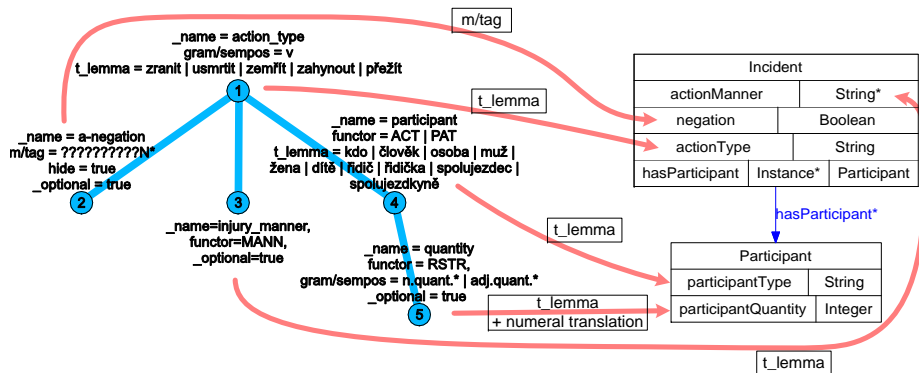 m/tag
_name = action_type
gram/sempos = v
t_lemma = zranit | usmrtit | zemřít | zahynout | přežít
1
t_lemma
_name = a-negation
m/tag = ??????????N*
hide = true
_optional = true
2
_name = participant
functor = ACT | PAT
t_lemma = kdo | člověk | osoba | muž |
žena | dítě | řidič | řidička | spolujezdec |
spolujezdkyně
3
4
_name=injury_manner,
functor=MANN,
_optional=true
t_lemma
_name = quantity
functor = RSTR,
gram/sempos = n.quant.* | adj.quant.*
_optional = true
5
t_lemma
+ numeral translation
Incident
actionManner String*
negation Boolean
actionType String
hasParticipant Instance* Participant
hasParticipant*
Participant
participantType String
participantQuantity Integer
t_lemma